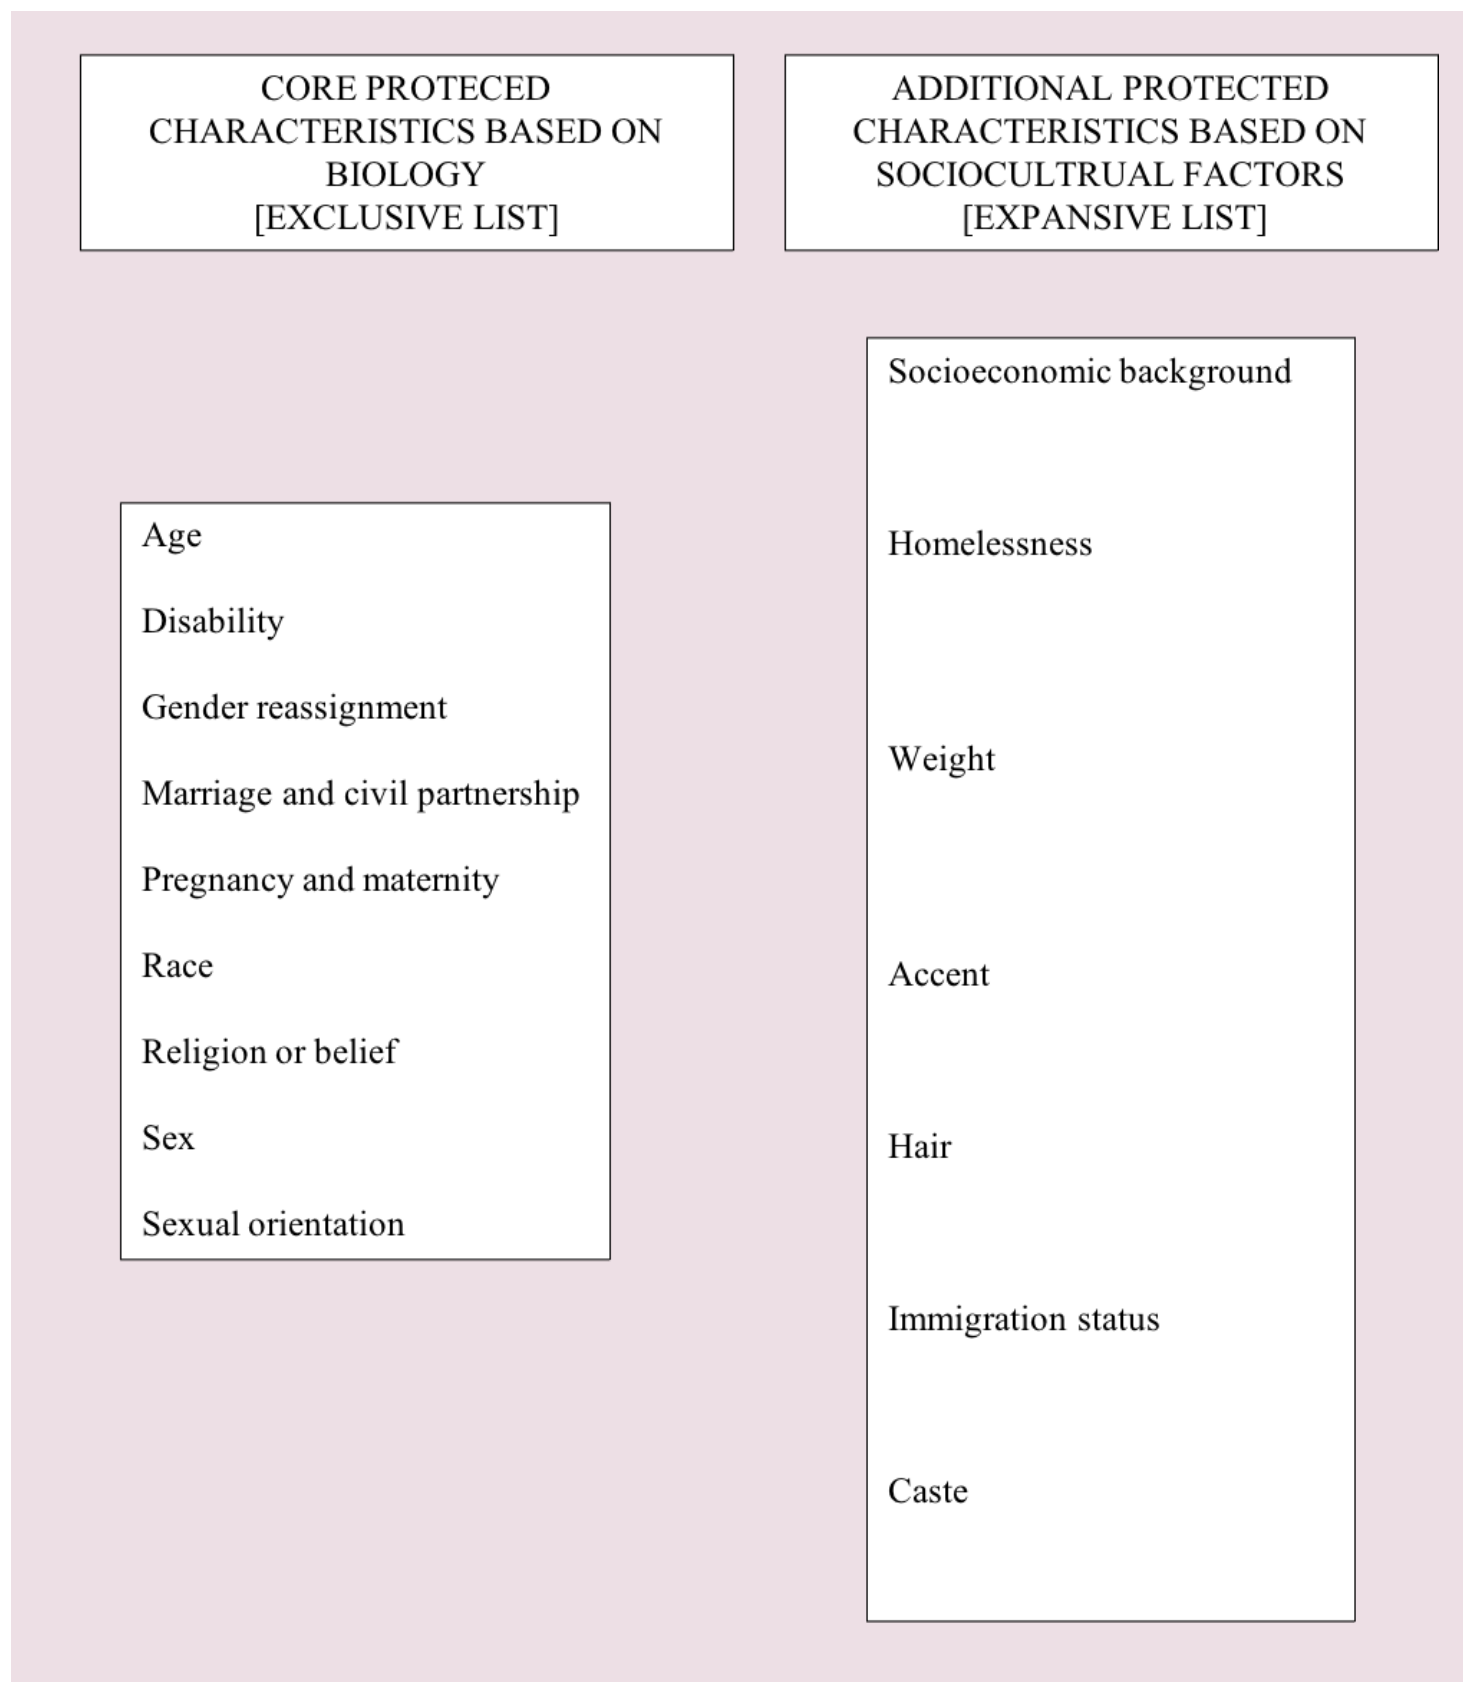 CORE PROTECED
CHARACTERISTICS BASED ON
BIOLOGY
[EXCLUSIVE LIST]
ADDITIONAL PROTECTED
CHARACTERISTICS BASED ON
SOCIOCULTRUAL FACTORS
[EXPANSIVE LIST]
Age
Disability
Gender reassignment
Marriage and civil partnership
Pregnancy and maternity
Race
Religion or belief
Sex
Sexual orientation
Socioeconomic background
Homelessness
Weight
Accent
Hair
Immigration status
Caste